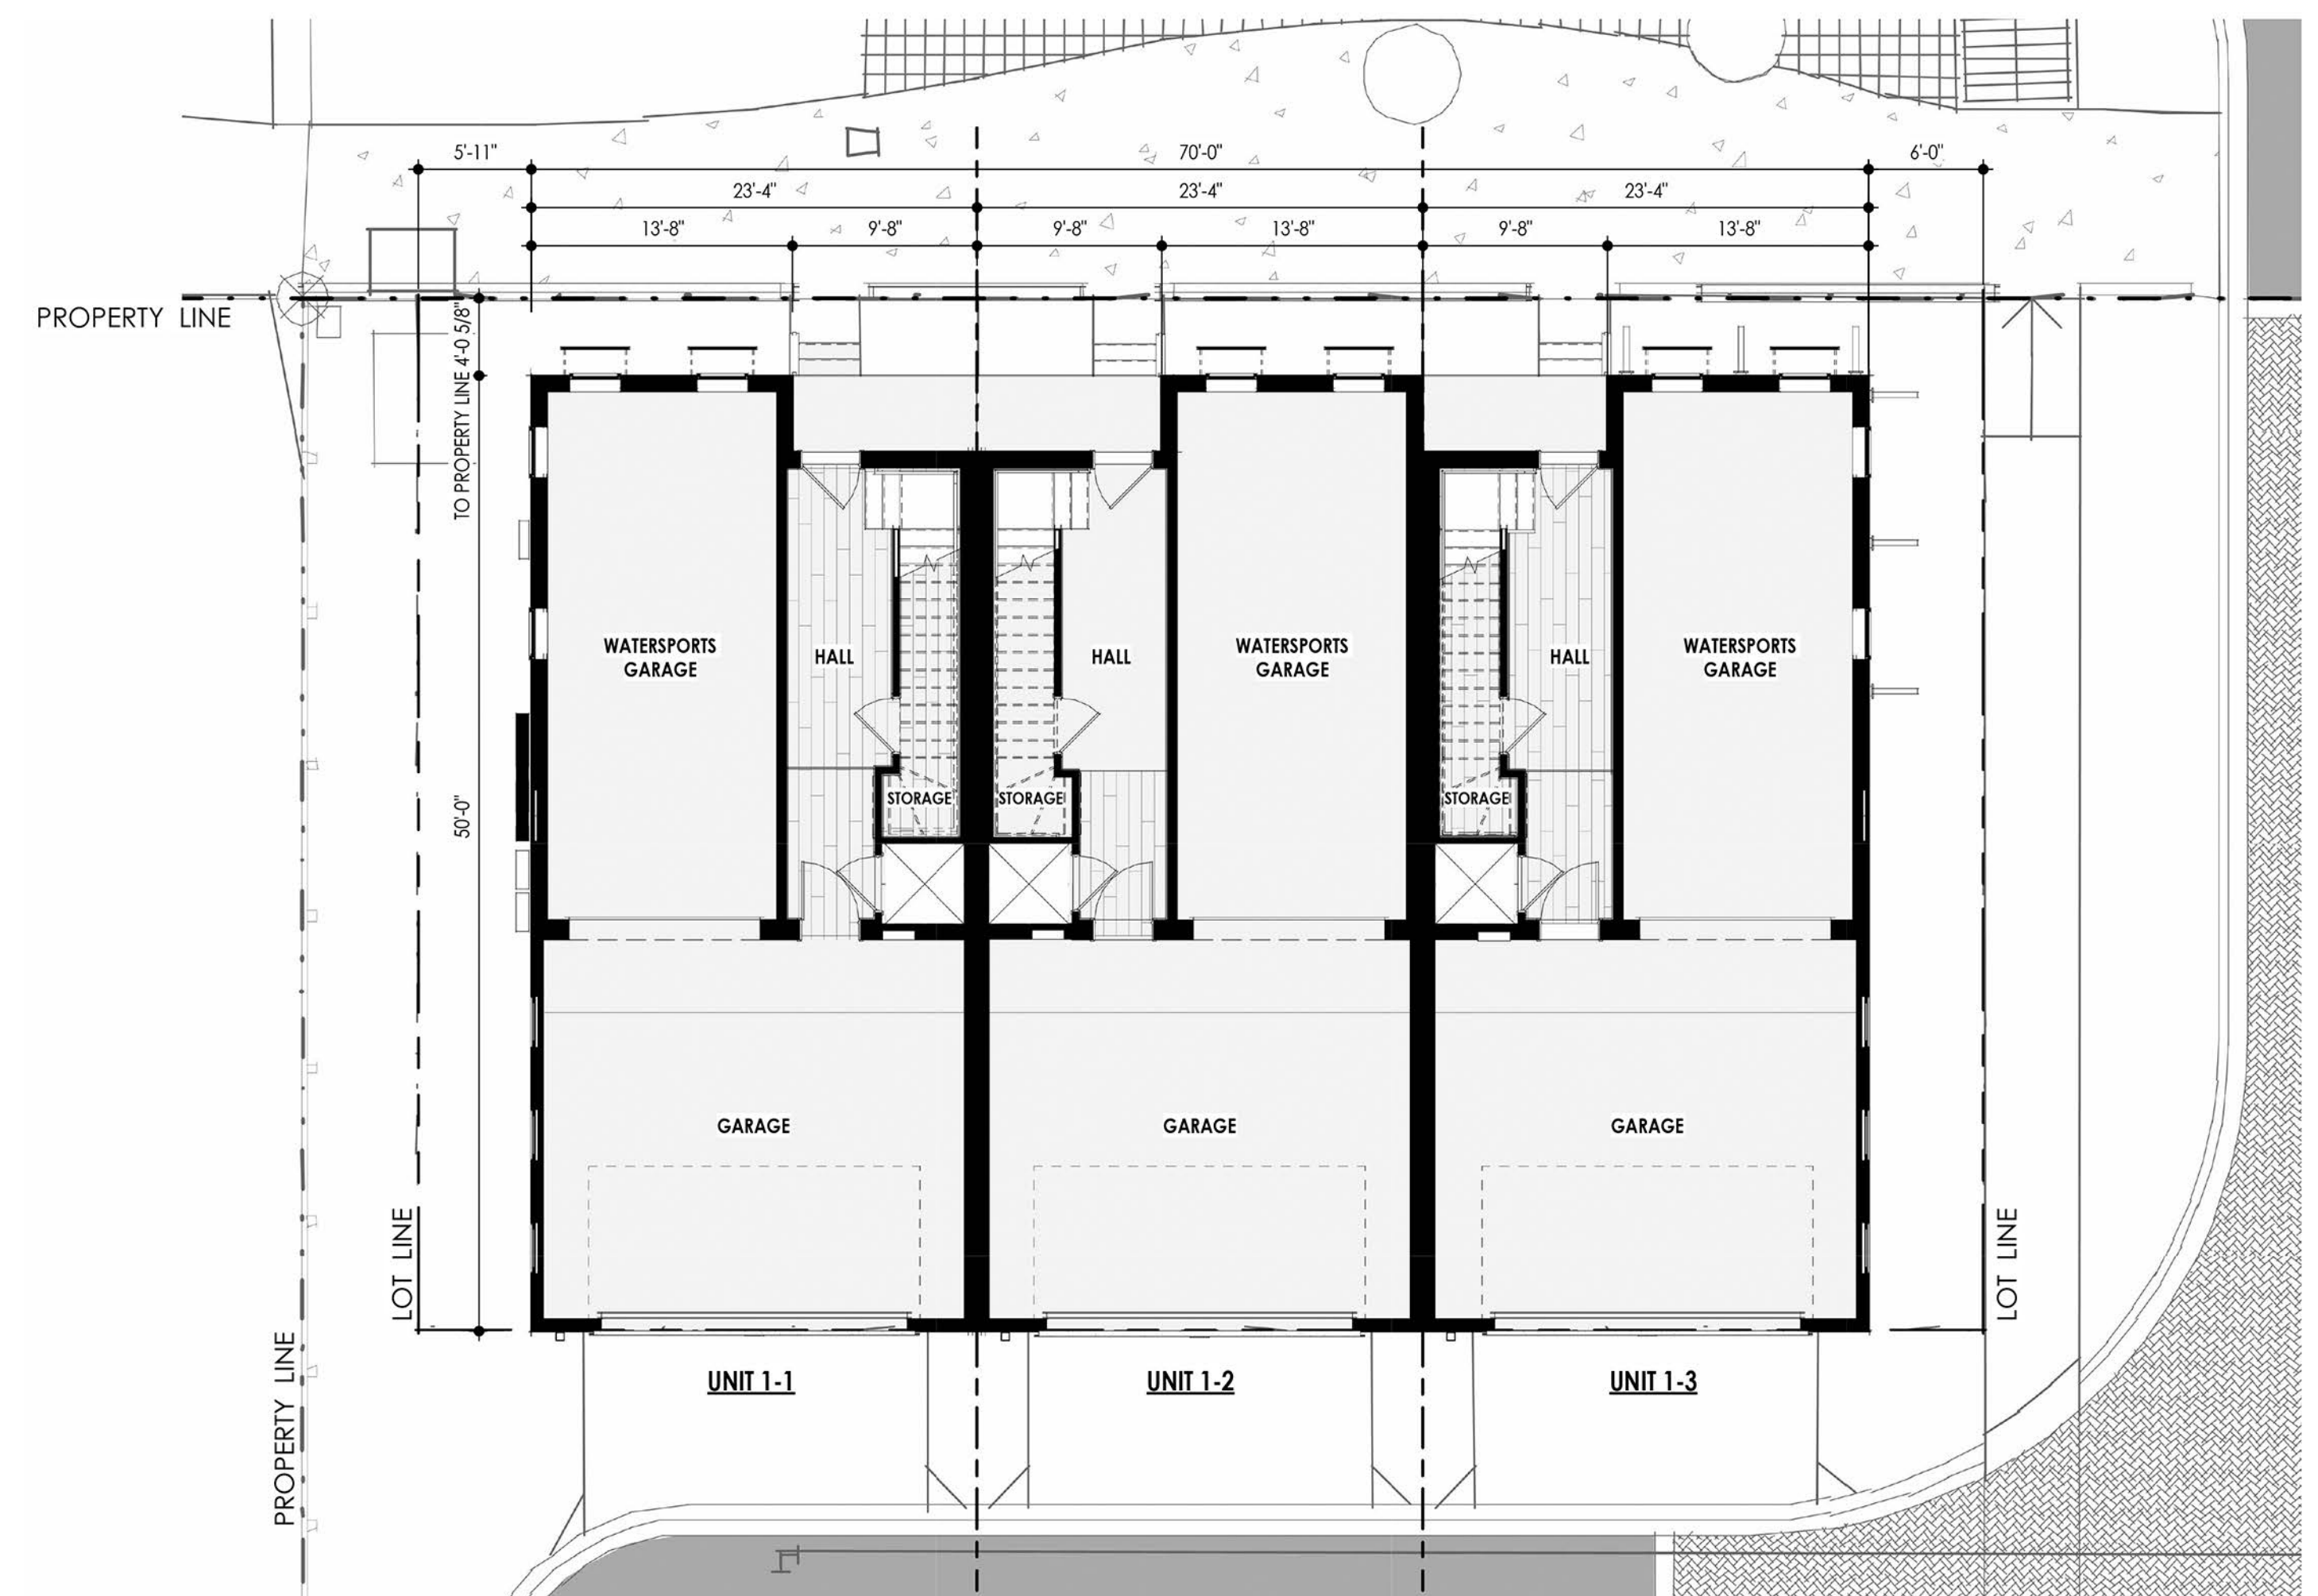 5'-11"
70'-0"
6'-0"
23'-4"
23'-4"
23'-4"
13'-8"
9'-8"
9'-8"
13'-8"
9'-8"
13'-8"
PROPERTY LINE
TO PROPERTY LINE 4'-0 5/8"
WATERSPORTS
GARAGE
HALL
HALL
WATERSPORTS
GARAGE
HALL
WATERSPORTS
GARAGE
50'-0"
STORAGE
STORAGE
STORAGE
GARAGE
GARAGE
GARAGE
LOT LINE
LOT LINE
PROPERTY LINE
UNIT 1-1
UNIT 1-2
UNIT 1-3